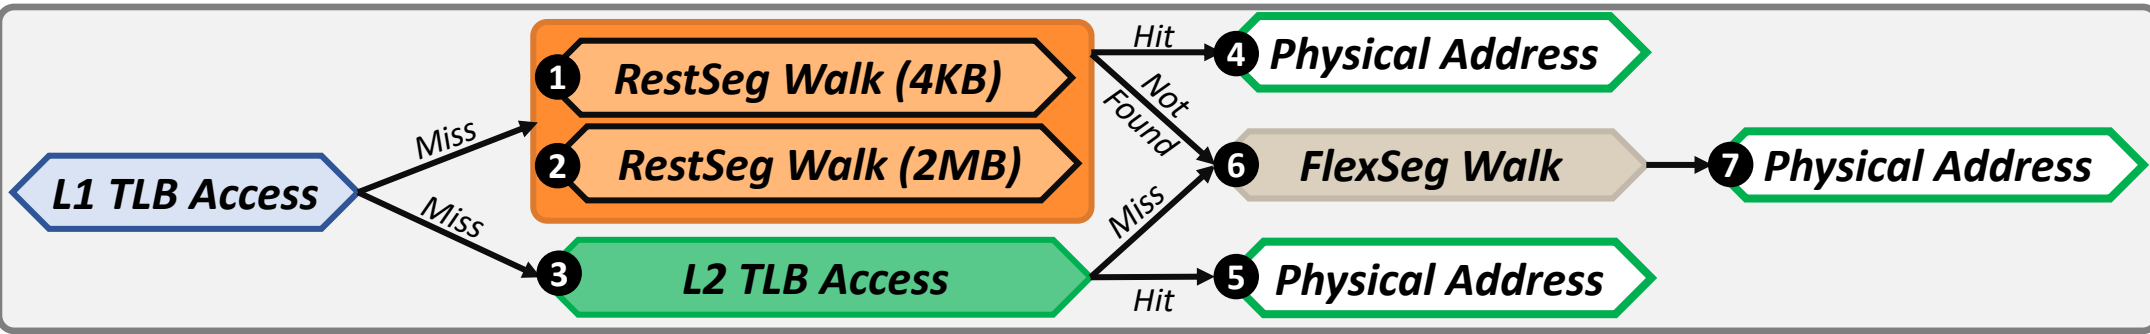 L1 TLB Access
Miss
Miss
1 RestSeg Walk (4KB)
2 RestSeg Walk (2MB)
3 L2 TLB Access
Hit
Not
Found
Miss
Hit
4 Physical Address
6 FlexSeg Walk
7 Physical Address
5 Physical Address